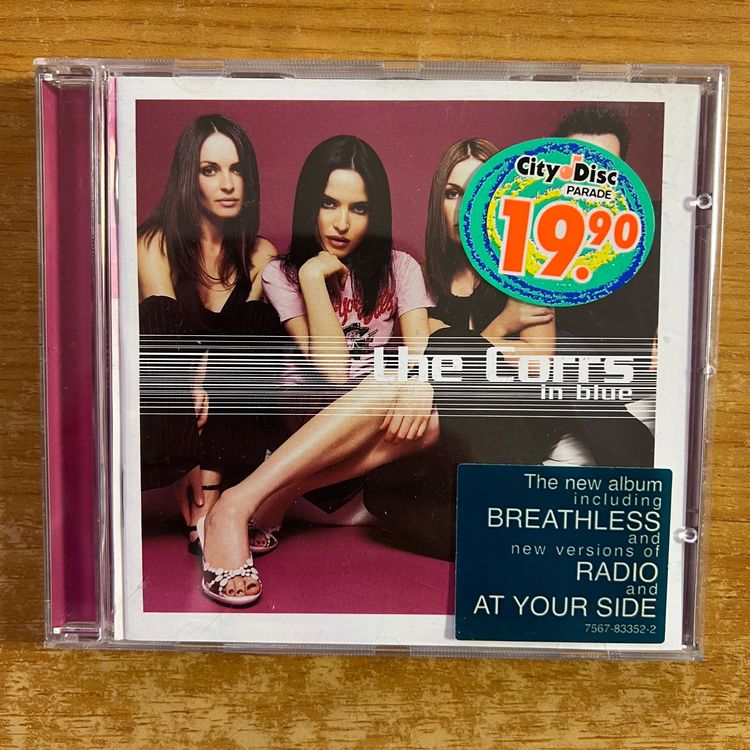 City Disc
PARADE
19.90
the Corrs
in blue
The new album
including
BREATHLESS
and
new versions of
RADIO
and
AT YOUR SIDE
7567-83352-2